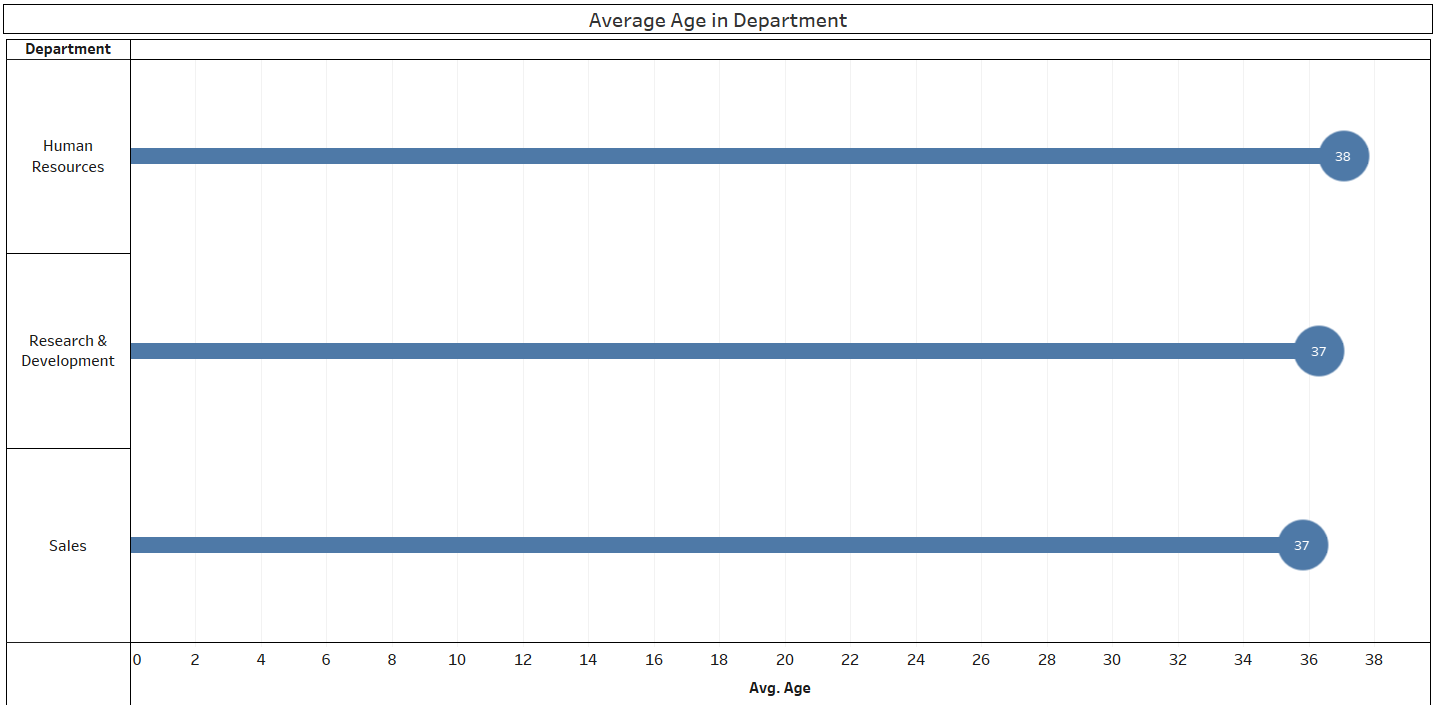 Average Age in Department
Department
Human
Resources
38
Research &
Development
37
Sales
37
0 2 4 6 8 10 12 14 16 18 20 22 24 26 28 30 32 34 36 38
Avg. Age